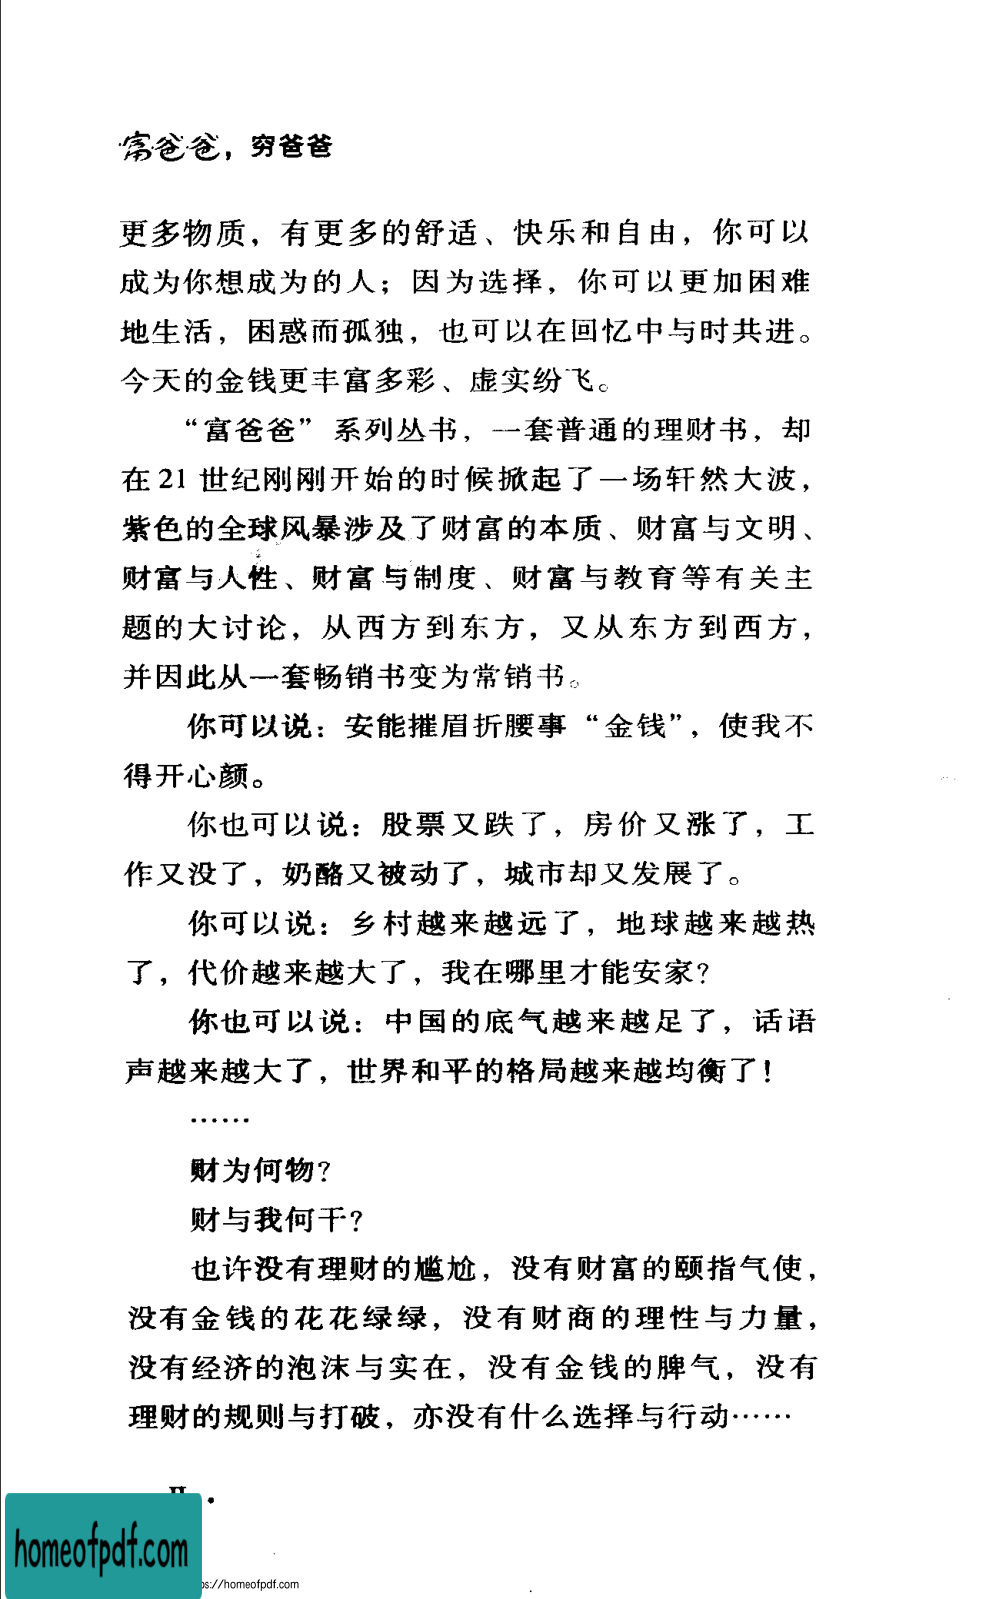 富爸爸，穷爸爸
更多物质，有更多的舒适、快乐和自由，你可以
成为你想成为的人；因为选择，你可以更加困难
地生活，困惑而孤独，也可以在回忆中与时共进。
今天的金钱更丰富多彩、虚实纷飞。
“富爸爸”系列丛书，一套普通的理财书，却
在21世纪刚刚开始的时候掀起了一场轩然大波，
紫色的全球风暴涉及了财富的本质、财富与文明、
财富与人性、财富与制度、财富与教育等有关主
题的大讨论，从西方到东方，又从东方到西方，
并因此从一套畅销书变为常销书。
你可以说：安能摧眉折腰事“金钱”，使我不
得开心颜。
你也可以说：股票又跌了，房价又涨了，工
作又没了，奶酪又被动了，城市却又发展了。
你可以说：乡村越来越远了，地球越来越热
了，代价越来越大了，我在哪里才能安家？
你也可以说：中国的底气越来越足了，话语
声越来越大了，世界和平的格局越来越均衡了！
……
财为何物？
财与我何干？
也许没有理财的尴尬，没有财富的颐指气使，
没有金钱的花花绿绿，没有财商的理性与力量，
没有经济的泡沫与实在，没有金钱的脾气，没有
理财的规则与打破，亦没有什么选择与行动……
homeofpdf.com
ps://homeofpdf.com